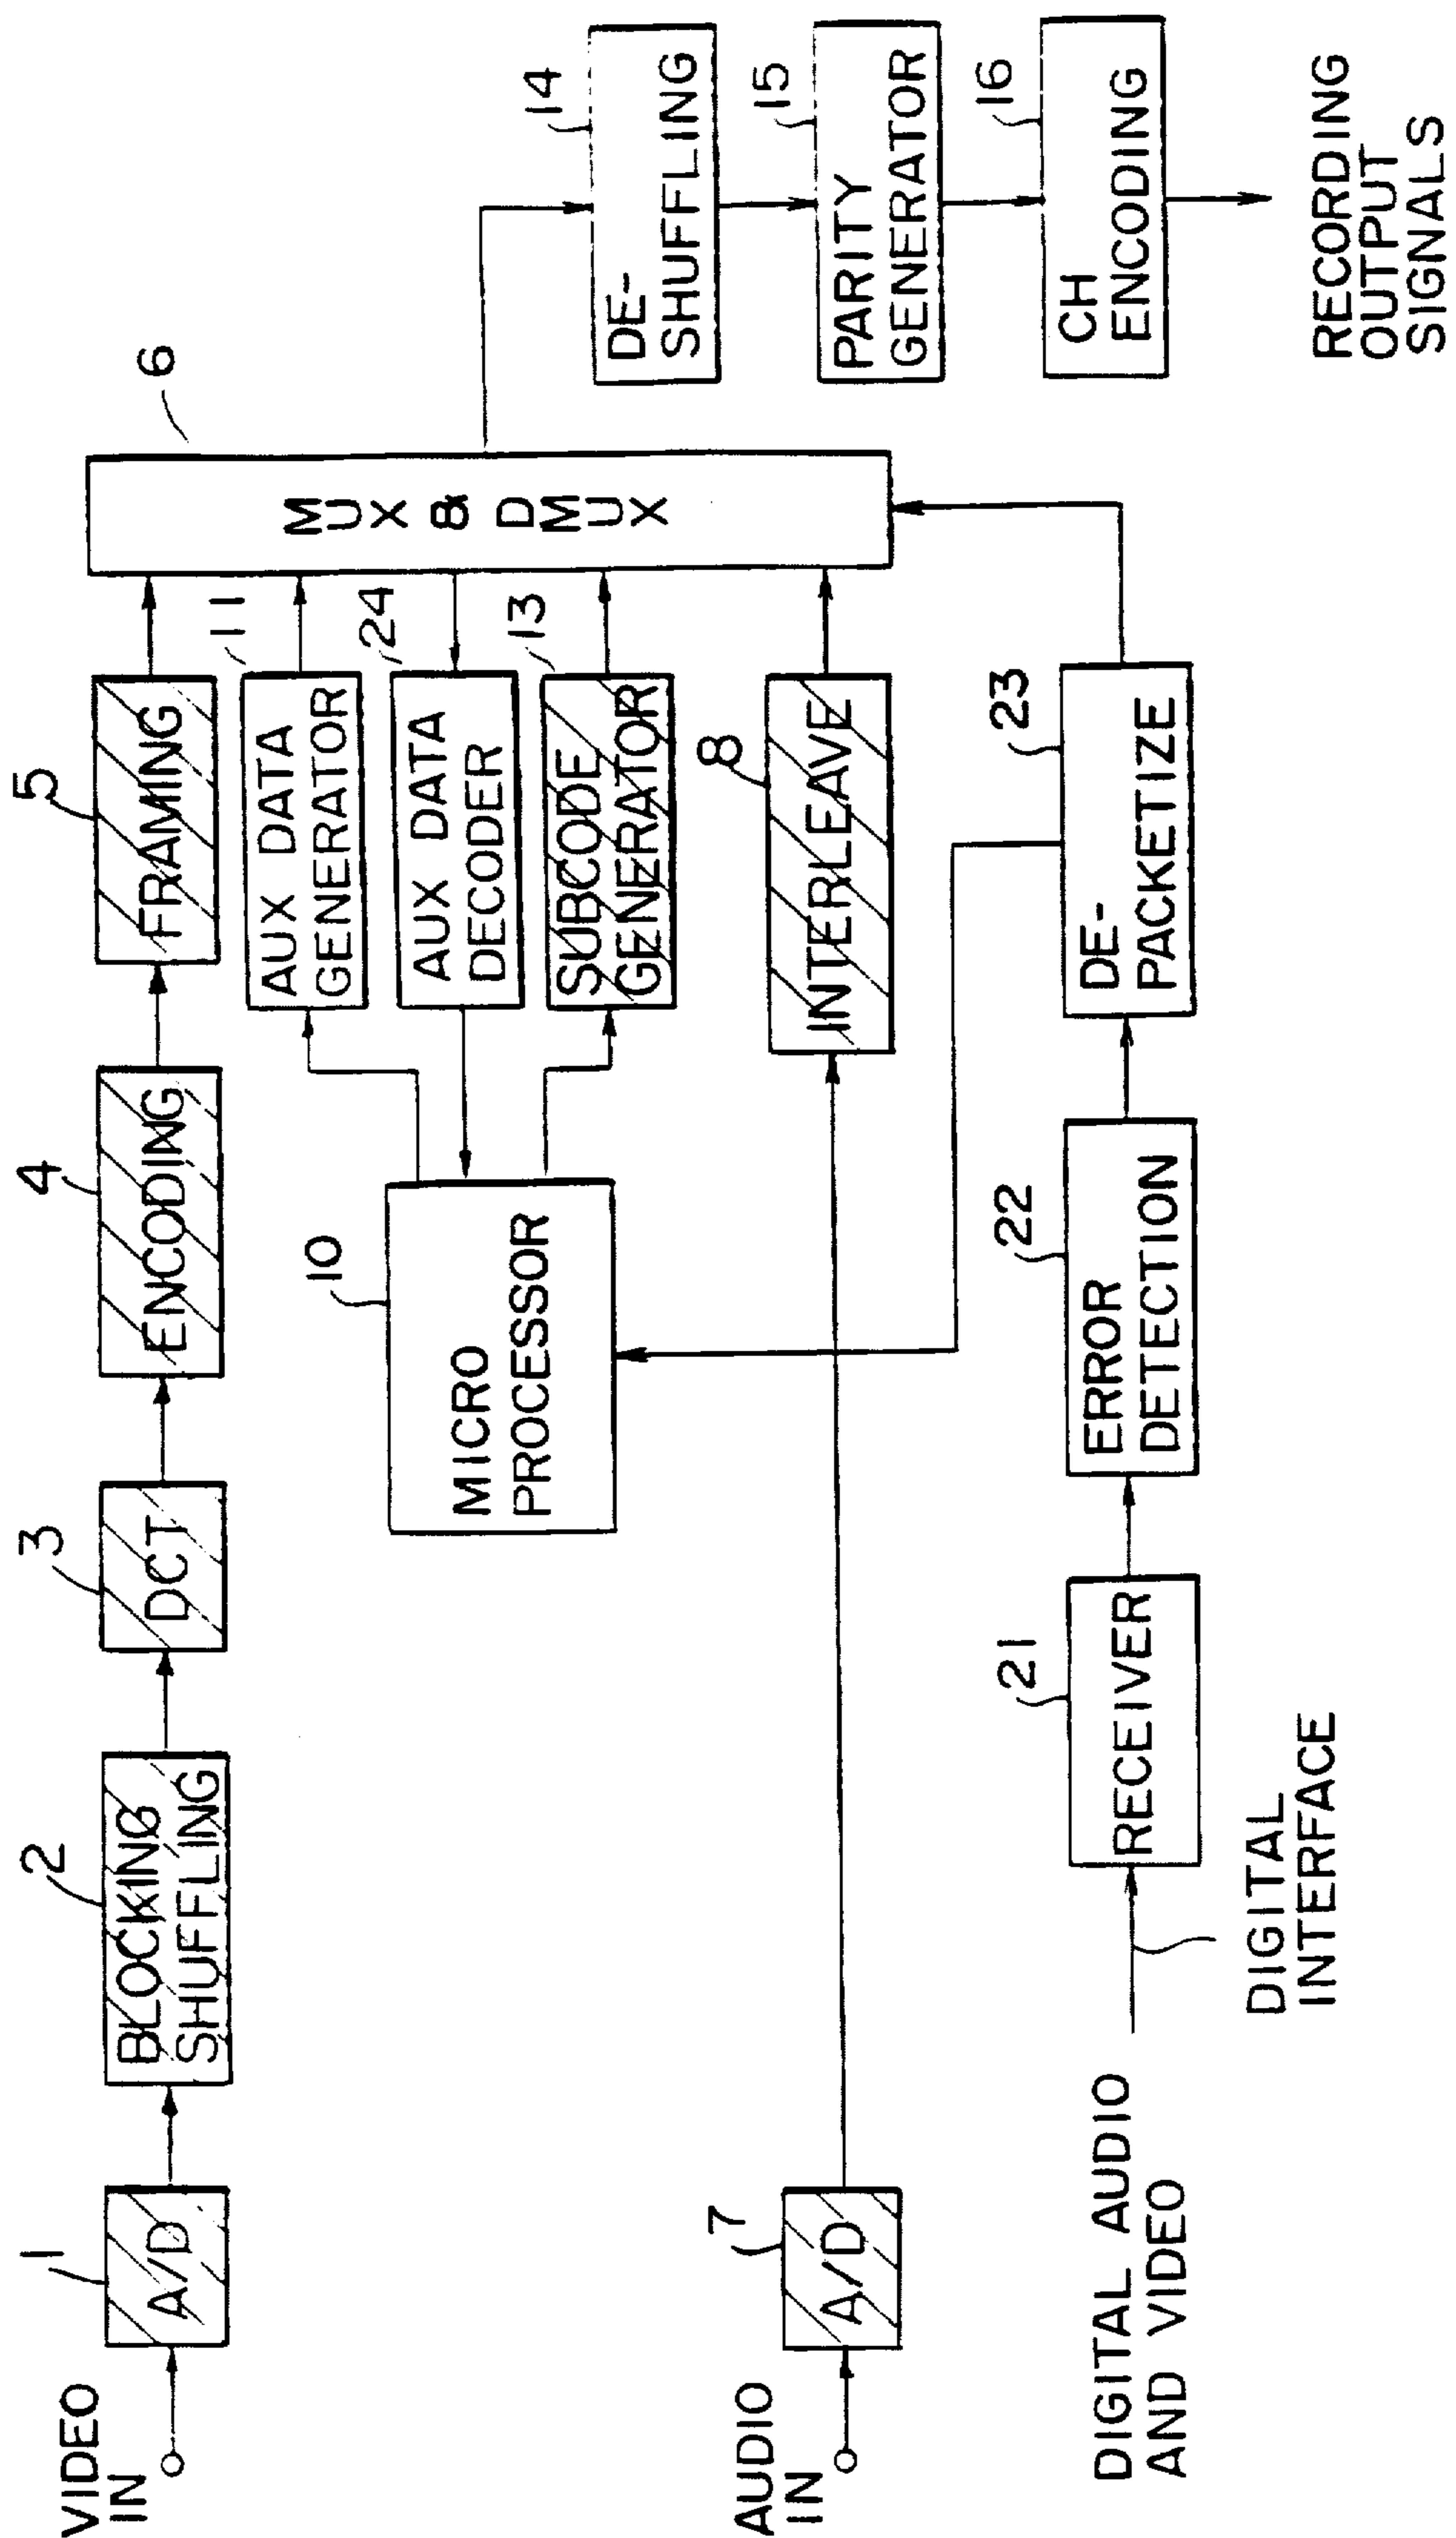 VIDEO
IN
1
A/D
2
BLOCKING
SHUFFLING
3
DCT
4
ENCODING
5
FRAMING
11
AUX DATA
GENERATOR
24
AUX DATA
DECODER
13
SUBCODE
GENERATOR
10
MICRO
PROCESSOR
6
MUX & DMUX
14
DE-
SHUFFLING
15
PARITY
GENERATOR
16
CH
ENCODING
RECORDING
OUTPUT
SIGNALS
AUDIO
IN
7
A/D
8
INTERLEAVE
DIGITAL AUDIO
AND VIDEO
DIGITAL
INTERFACE
21
RECEIVER
22
ERROR
DETECTION
23
DE-
PACKETIZE